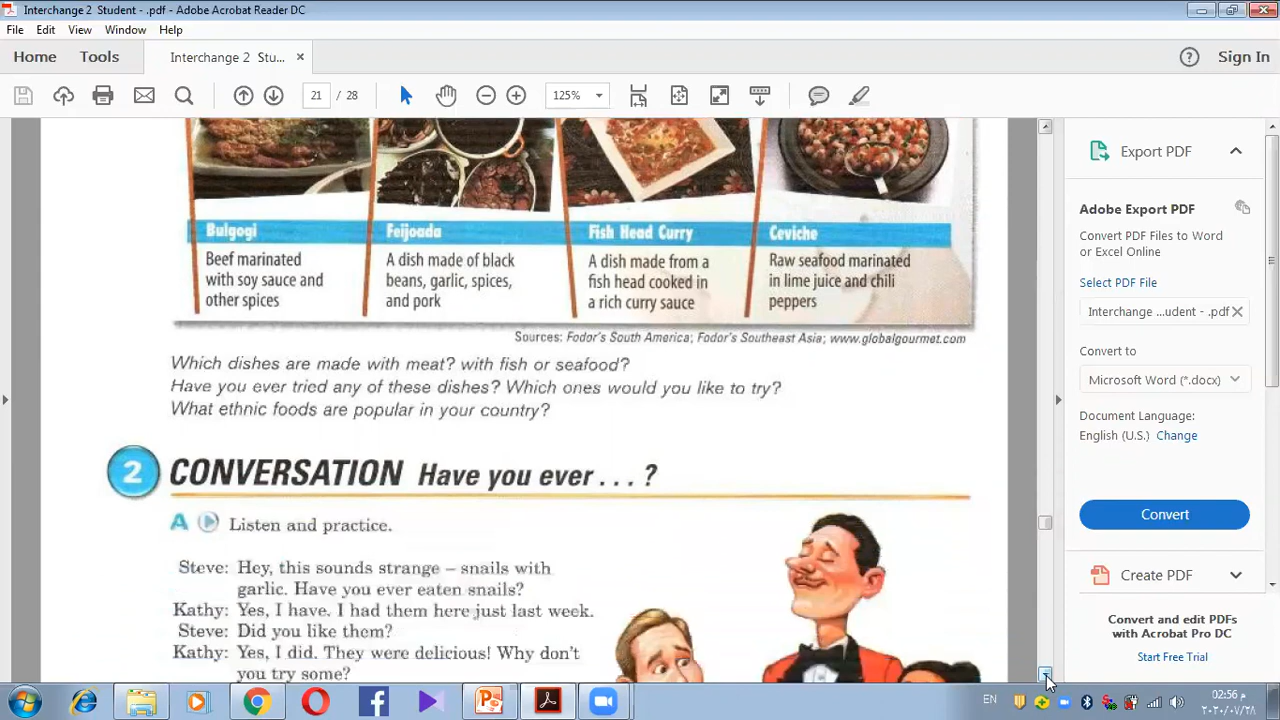 Interchange 2 Student - .pdf - Adobe Acrobat Reader DC
File Edit View Window Help
Home Tools Interchange 2 Stu... × Sign In
21 / 28 125%
Bulgogi
Beef marinated
with soy sauce and
other spices
Feijoada
A dish made of black
beans, garlic, spices,
and pork
Fish Head Curry
A dish made from a
fish head cooked in
a rich curry sauce
Ceviche
Raw seafood marinated
in lime juice and chili
peppers
Sources: Fodor's South America; Fodor's Southeast Asia; www.globalgourmet.com
Which dishes are made with meat? with fish or seafood?
Have you ever tried any of these dishes? Which ones would you like to try?
What ethnic foods are popular in your country?
2 CONVERSATION Have you ever . . . ?
A Listen and practice.
Steve: Hey, this sounds strange – snails with
garlic. Have you ever eaten snails?
Kathy: Yes, I have. I had them here just last week.
Steve: Did you like them?
Kathy: Yes, I did. They were delicious! Why don't
you try some?
Export PDF
Adobe Export PDF
Convert PDF Files to Word
or Excel Online
Select PDF File
Interchange ...udent - .pdf ×
Convert to
Microsoft Word (*.docx)
Document Language:
English (U.S.) Change
Convert
Create PDF
Convert and edit PDFs
with Acrobat Pro DC
Start Free Trial
EN
02:56 م
٢٠٢٠/٠٧/٢٨